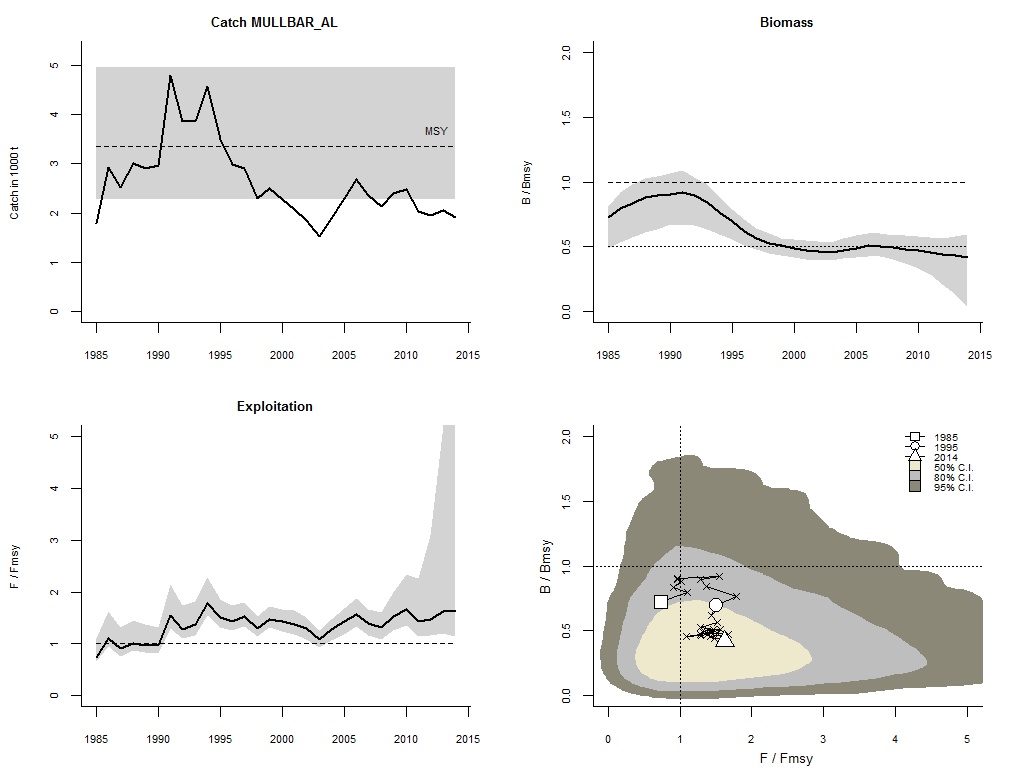 Catch MULLBAR_AL
Catch in 1000 t
0 1 2 3 4 5
MSY
1985 1990 1995 2000 2005 2010 2015
Biomass
B / Bmsy
0.0 0.5 1.0 1.5 2.0
1985 1990 1995 2000 2005 2010 2015
Exploitation
F / Fmsy
0 1 2 3 4 5
1985 1990 1995 2000 2005 2010 2015
B / Bmsy
0.0 0.5 1.0 1.5 2.0
1985
1995
2014
50% C.I.
80% C.I.
95% C.I.
0 1 2 3 4 5
F / Fmsy